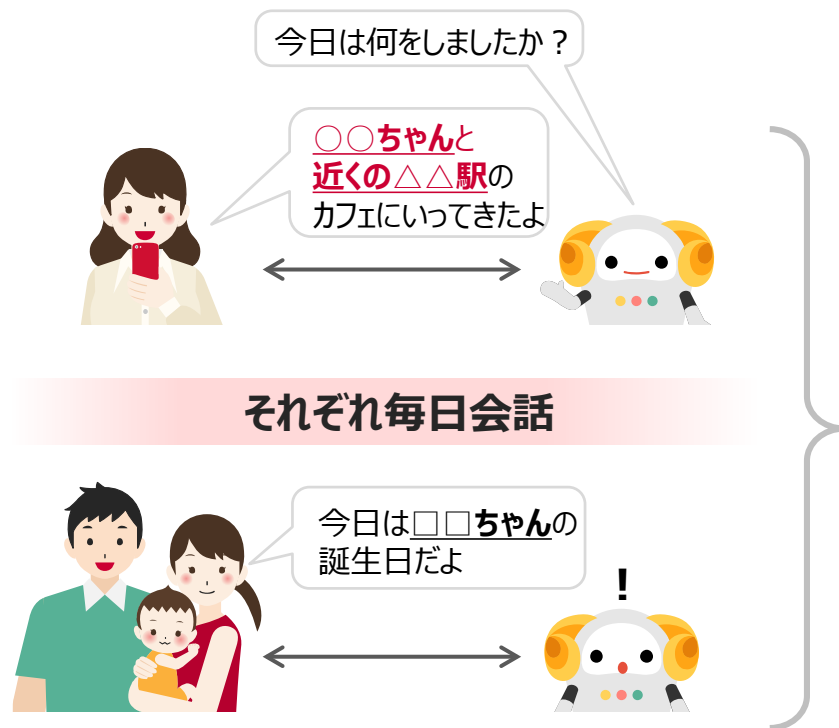 今日は何をしましたか？
○○ちゃんと
近くの△△駅の
カフェにいってきたよ
それぞれ毎日会話
今日は□□ちゃんの
誕生日だよ
!